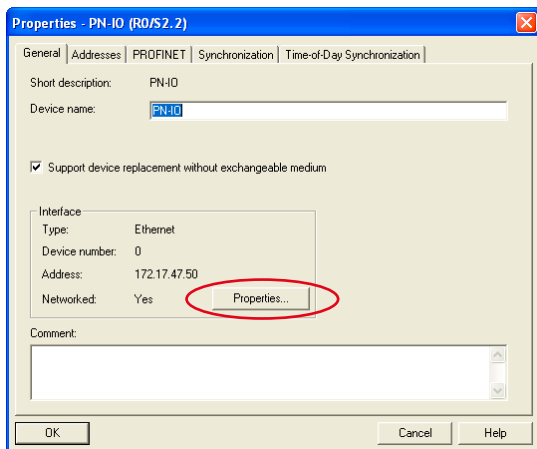 Properties - PN-IO (R0/S2.2)
General Addresses PROFINET Synchronization Time-of-Day Synchronization
Short description: PN-IO
Device name: PN-IO
Support device replacement without exchangeable medium
Interface
Type: Ethernet
Device number: 0
Address: 172.17.47.50
Networked: Yes Properties...
Comment:
OK Cancel Help